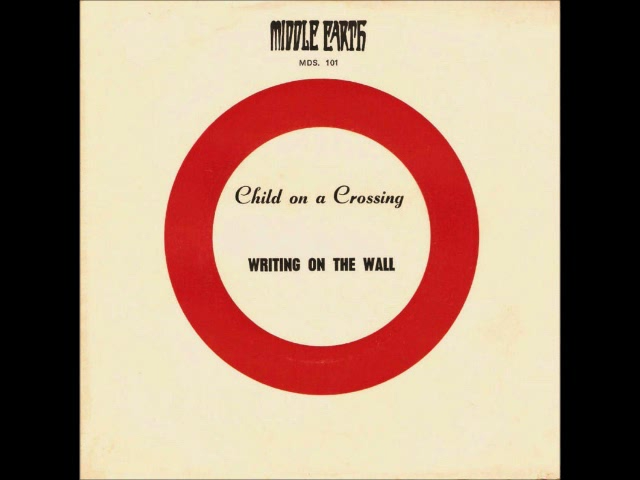 MIDDLE EARTH
MDS. 101
Child on a Crossing
WRITING ON THE WALL